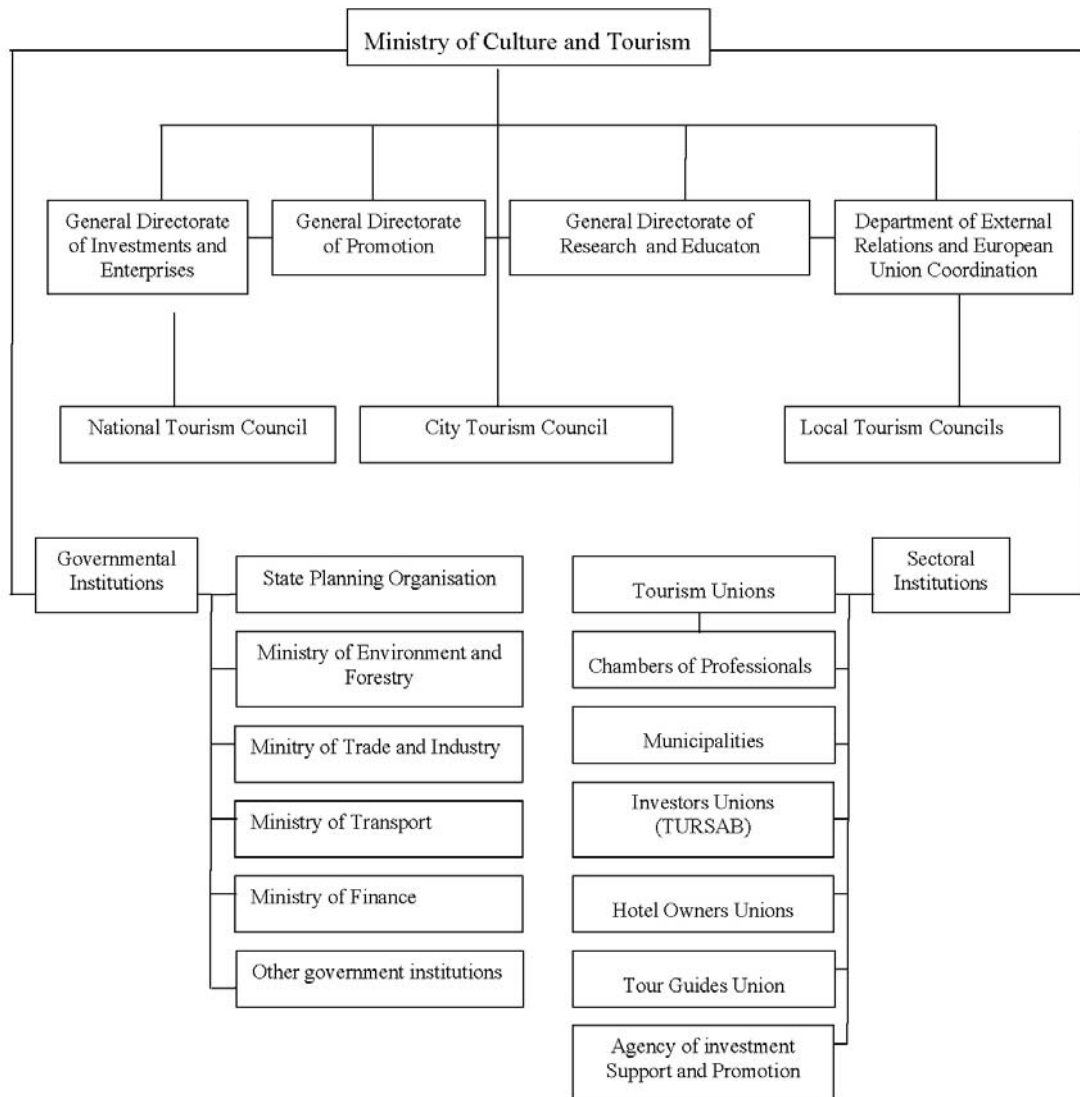 Ministry of Culture and Tourism
General Directorate
of Investments and
Enterprises
General Directorate
of Promotion
General Directorate of
Research and Educaton
Department of External
Relations and European
Union Coordination
National Tourism Council
City Tourism Council
Local Tourism Councils
Governmental
Institutions
State Planning Organisation
Ministry of Environment and
Forestry
Minitry of Trade and Industry
Ministry of Transport
Ministry of Finance
Other government institutions
Tourism Unions
Chambers of Professionals
Municipalities
Investors Unions
(TURSAB)
Hotel Owners Unions
Tour Guides Union
Agency of investment
Support and Promotion
Sectoral
Institutions